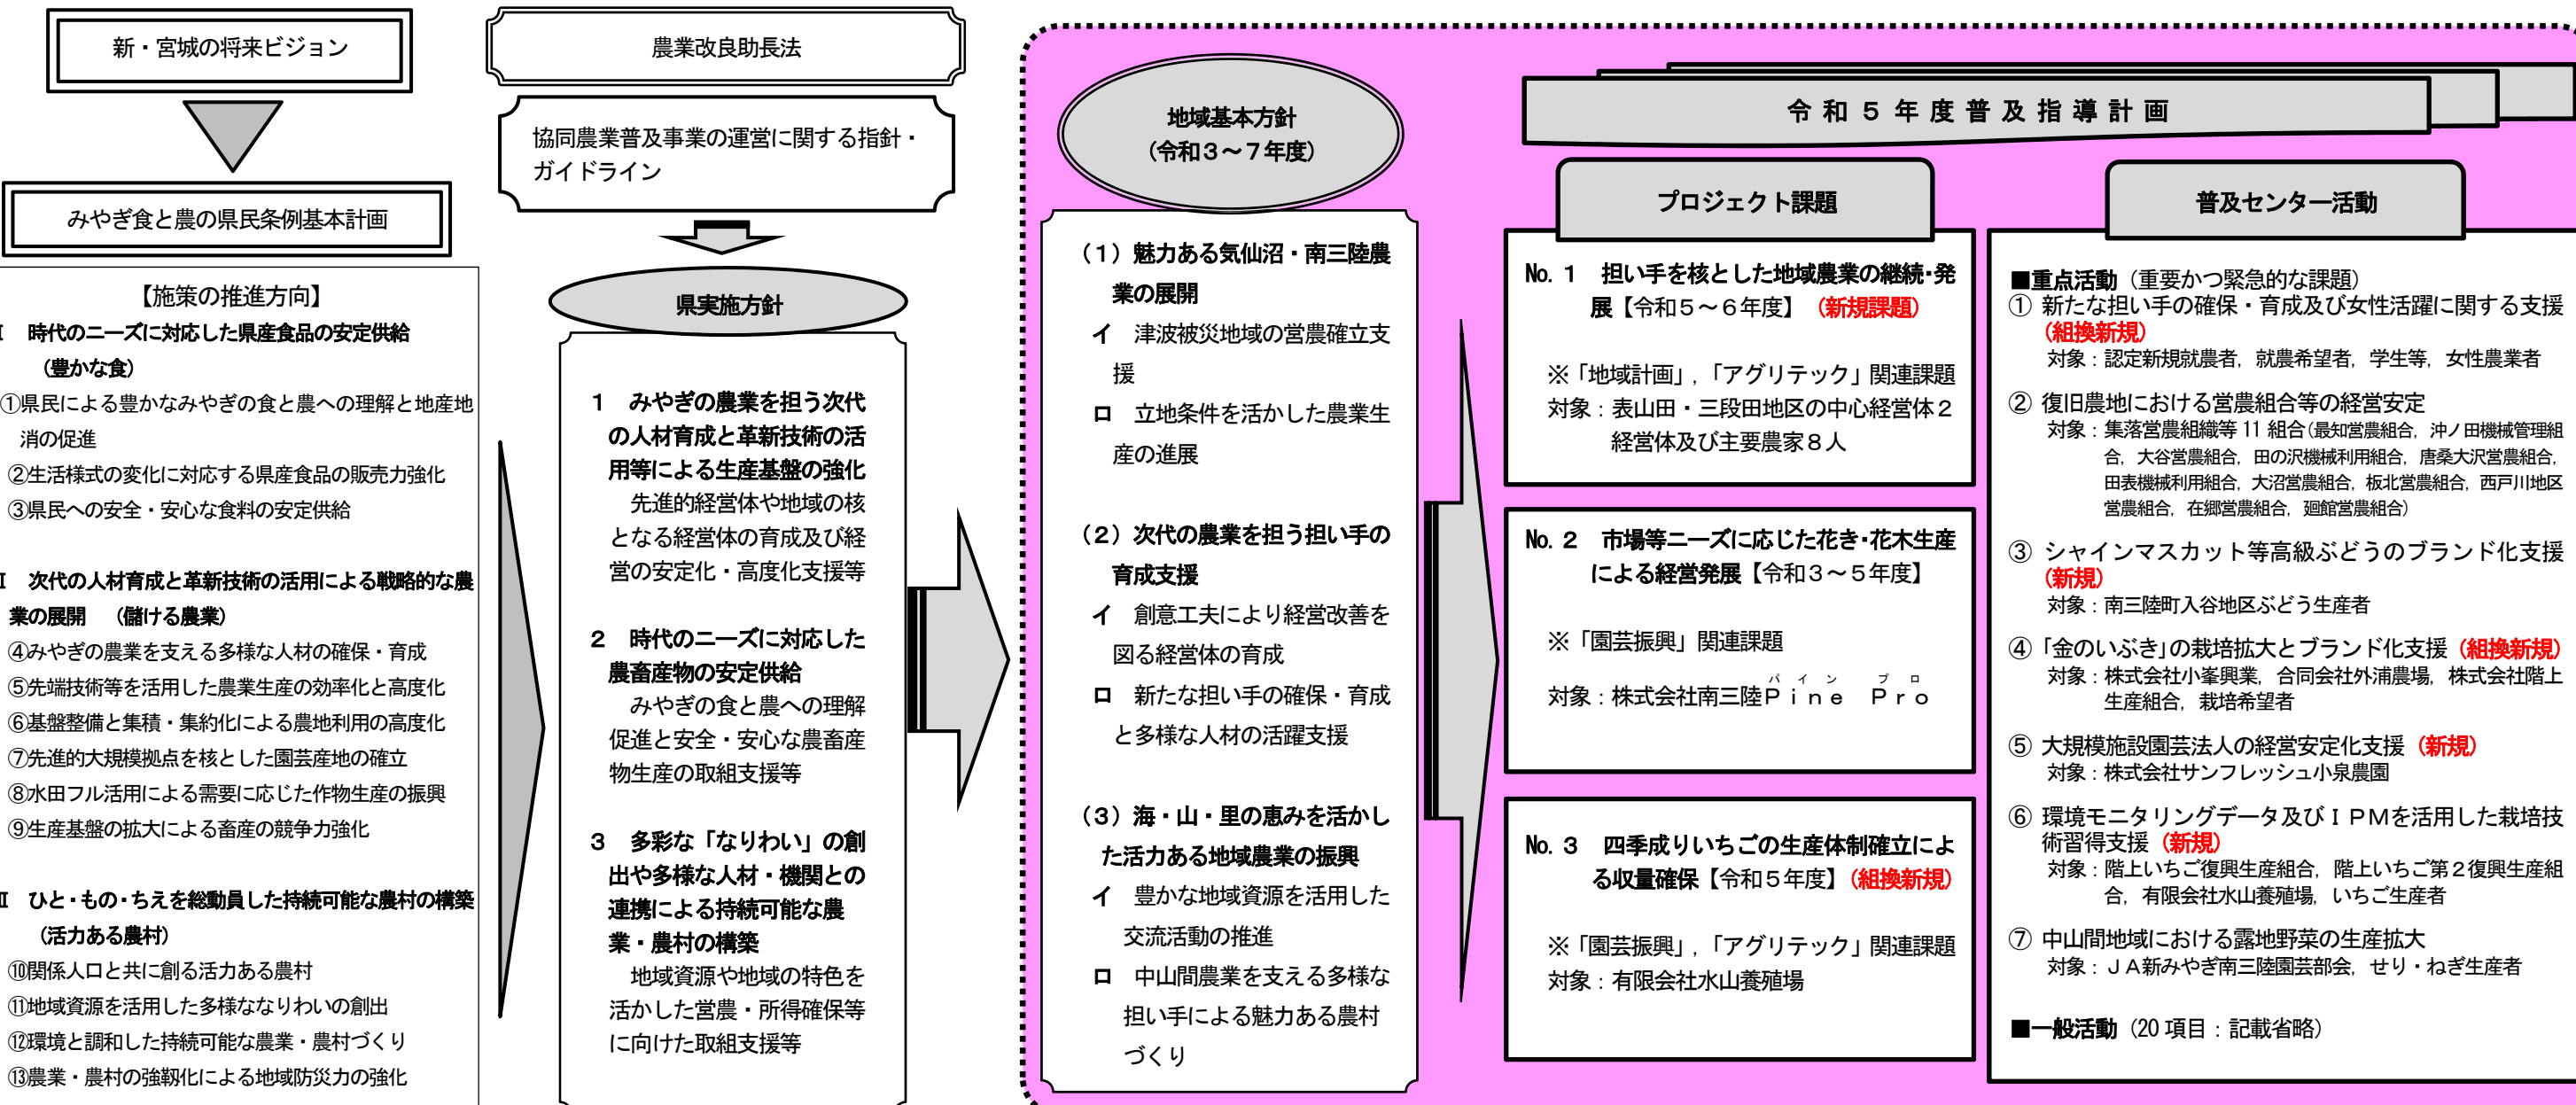 新・宮城の将来ビジョン
みやぎ食と農の県民条例基本計画
【施策の推進方向】
Ⅰ 時代のニーズに対応した県産食品の安定供給
(豊かな食)
①県民による豊かなみやぎの食と農への理解と地産地
消の促進
②生活様式の変化に対応する県産食品の販売力強化
③県民への安全・安心な食料の安定供給
次代の人材育成と革新技術の活用による戦略的な農
業の展開 (儲ける農業)
④みやぎの農業を支える多様な人材の確保・育成
⑤先端技術等を活用した農業生産の効率化と高度化
⑥基盤整備と集積・集約化による農地利用の高度化
⑦先進的大規模拠点を核とした園芸産地の確立
⑧水田フル活用による需要に応じた作物生産の振興
⑨生産基盤の拡大による畜産の競争力強化
ひと・もの・ちえを総動員した持続可能な農村の構築
(活力ある農村)
⑩関係人口と共に創る活力ある農村
⑪地域資源を活用した多様ななりわいの創出
⑫環境と調和した持続可能な農業・農村づくり
⑬農業・農村の強靱化による地域防災力の強化
農業改良助長法
協同農業普及事業の運営に関する指針・
ガイドライン
県実施方針
1 みやぎの農業を担う次代
の人材育成と革新技術の活
用等による生産基盤の強化
先進的経営体や地域の核
となる経営体の育成及び経
営の安定化・高度化支援等
2 時代のニーズに対応した
農畜産物の安定供給
みやぎの食と農への理解
促進と安全・安心な農畜産
物生産の取組支援等
3 多彩な「なりわい」の創
出や多様な人材・機関との
連携による持続可能な農
業・農村の構築
地域資源や地域の特色を
活かした営農・所得確保等
に向けた取組支援等
地域基本方針
(令和3～7年度)
(1)魅力ある気仙沼・南三陸農
業の展開
イ 津波被災地域の営農確立支
援
ロ 立地条件を活かした農業生
産の進展
(2)次代の農業を担う担い手の
育成支援
イ 創意工夫により経営改善を
図る経営体の育成
ロ 新たな担い手の確保・育成
と多様な人材の活躍支援
(3)海・山・里の恵みを活かし
た活力ある地域農業の振興
イ 豊かな地域資源を活用した
交流活動の推進
ロ 中山間農業を支える多様な
担い手による魅力ある農村
づくり
令和5年度普及指導計画
プロジェクト課題
No.1 担い手を核とした地域農業の継続・発
展【令和5～6年度】(新規課題)
※「地域計画」,「アグリテック」関連課題
対象：表山田・三段田地区の中心経営体2
経営体及び主要農家8人
No.2 市場等ニーズに応じた花き・花木生産
による経営発展【令和3～5年度】
※「園芸振興」関連課題
パイン プロ
対象：株式会社南三陸Pine Pro
No.3 四季成りいちごの生産体制確立によ
る収量確保【令和5年度】(組換新規)
※「園芸振興」,「アグリテック」関連課題
対象：有限会社水山養殖場
普及センター活動
■重点活動(重要かつ緊急的な課題)
① 新たな担い手の確保・育成及び女性活躍に関する支援
(組換新規)
対象：認定新規就農者, 就農希望者, 学生等, 女性農業者
② 復旧農地における営農組合等の経営安定
対象：集落営農組織等11組合(最知営農組合, 沖ノ田機械管理組
合, 大谷営農組合, 田の沢機械利用組合, 唐桑大沢営農組合,
田表機械利用組合, 大沼営農組合, 板北営農組合, 西戸川地区
営農組合, 在郷営農組合, 廻館営農組合)
③ シャインマスカット等高級ぶどうのブランド化支援
(新規)
対象：南三陸町入谷地区ぶどう生産者
④ 「金のいぶき」の栽培拡大とブランド化支援(組換新規)
対象：株式会社小峯興業, 合同会社外浦農場, 株式会社階上
生産組合, 栽培希望者
⑤ 大規模施設園芸法人の経営安定化支援(新規)
対象：株式会社サンフレッシュ小泉農園
⑥ 環境モニタリングデータ及びIPMを活用した栽培技
術習得支援(新規)
対象：階上いちご復興生産組合, 階上いちご第2復興生産組
合, 有限会社水山養殖場, いちご生産者
⑦ 中山間地域における露地野菜の生産拡大
対象：JA新みやぎ南三陸園芸部会, せり・ねぎ生産者
■一般活動(20項目：記載省略)